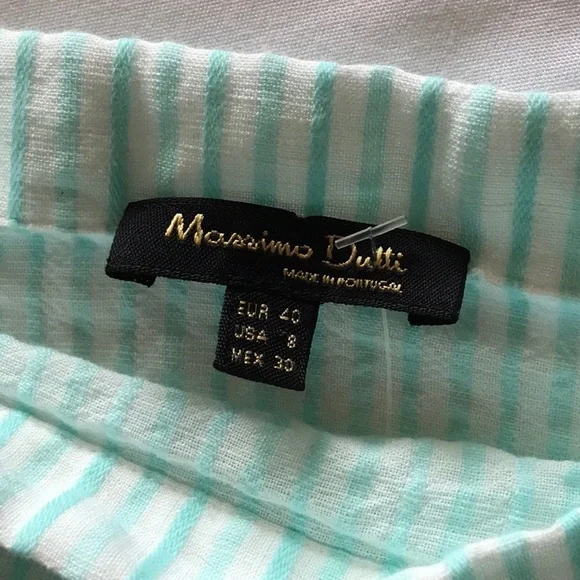 Massimo Dutti
MADE IN PORTUGAL
EUR 40
USA 8
MEX 30